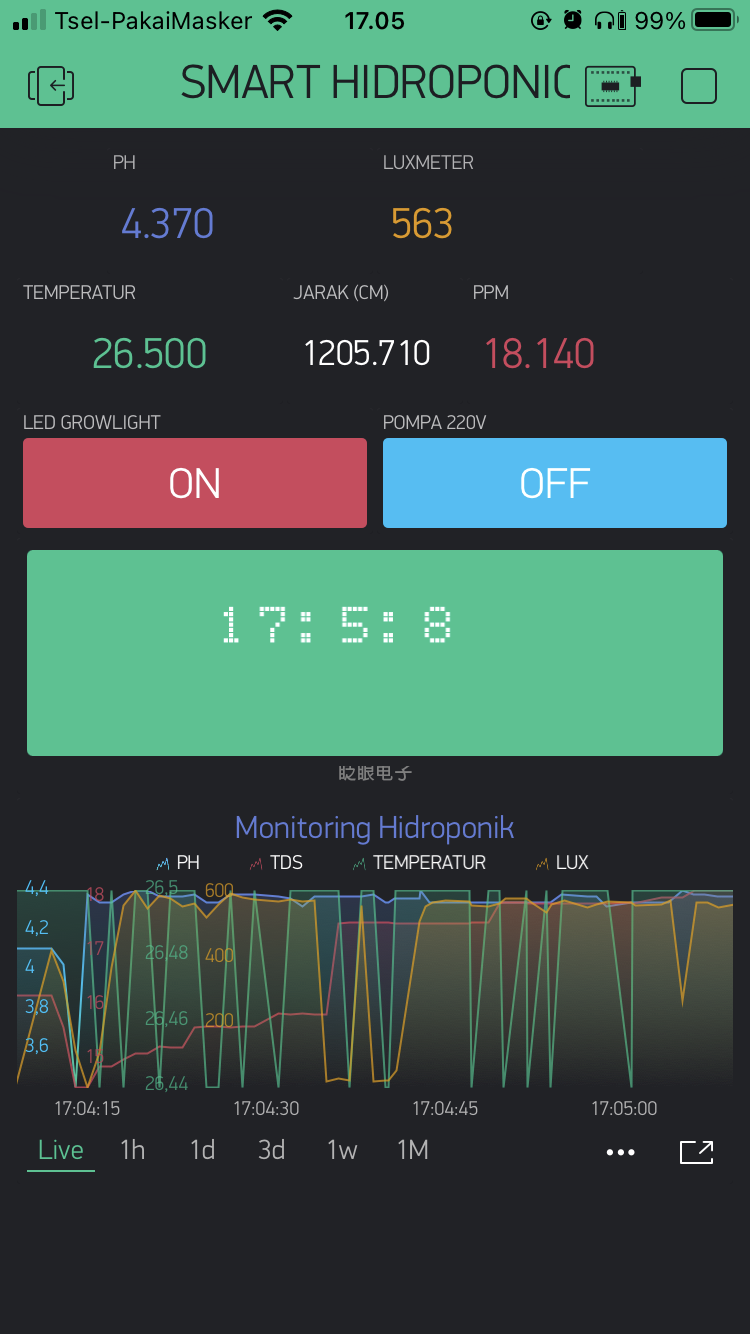 Tsel-PakaiMasker 17.05 99%
SMART HIDROPONIC
PH LUXMETER
4.370 563
TEMPERATUR JARAK (CM) PPM
26.500 1205.710 18.140
LED GROWLIGHT POMPA 220V
ON OFF
17:5:8
眨眼电子
Monitoring Hidroponik
PH TDS TEMPERATUR LUX
4,4 18 26,5 600
4,2 17 26,48 400
4 16 26,46 200
3,8 15 26,44
3,6
17:04:15 17:04:30 17:04:45 17:05:00
Live 1h 1d 3d 1w 1M